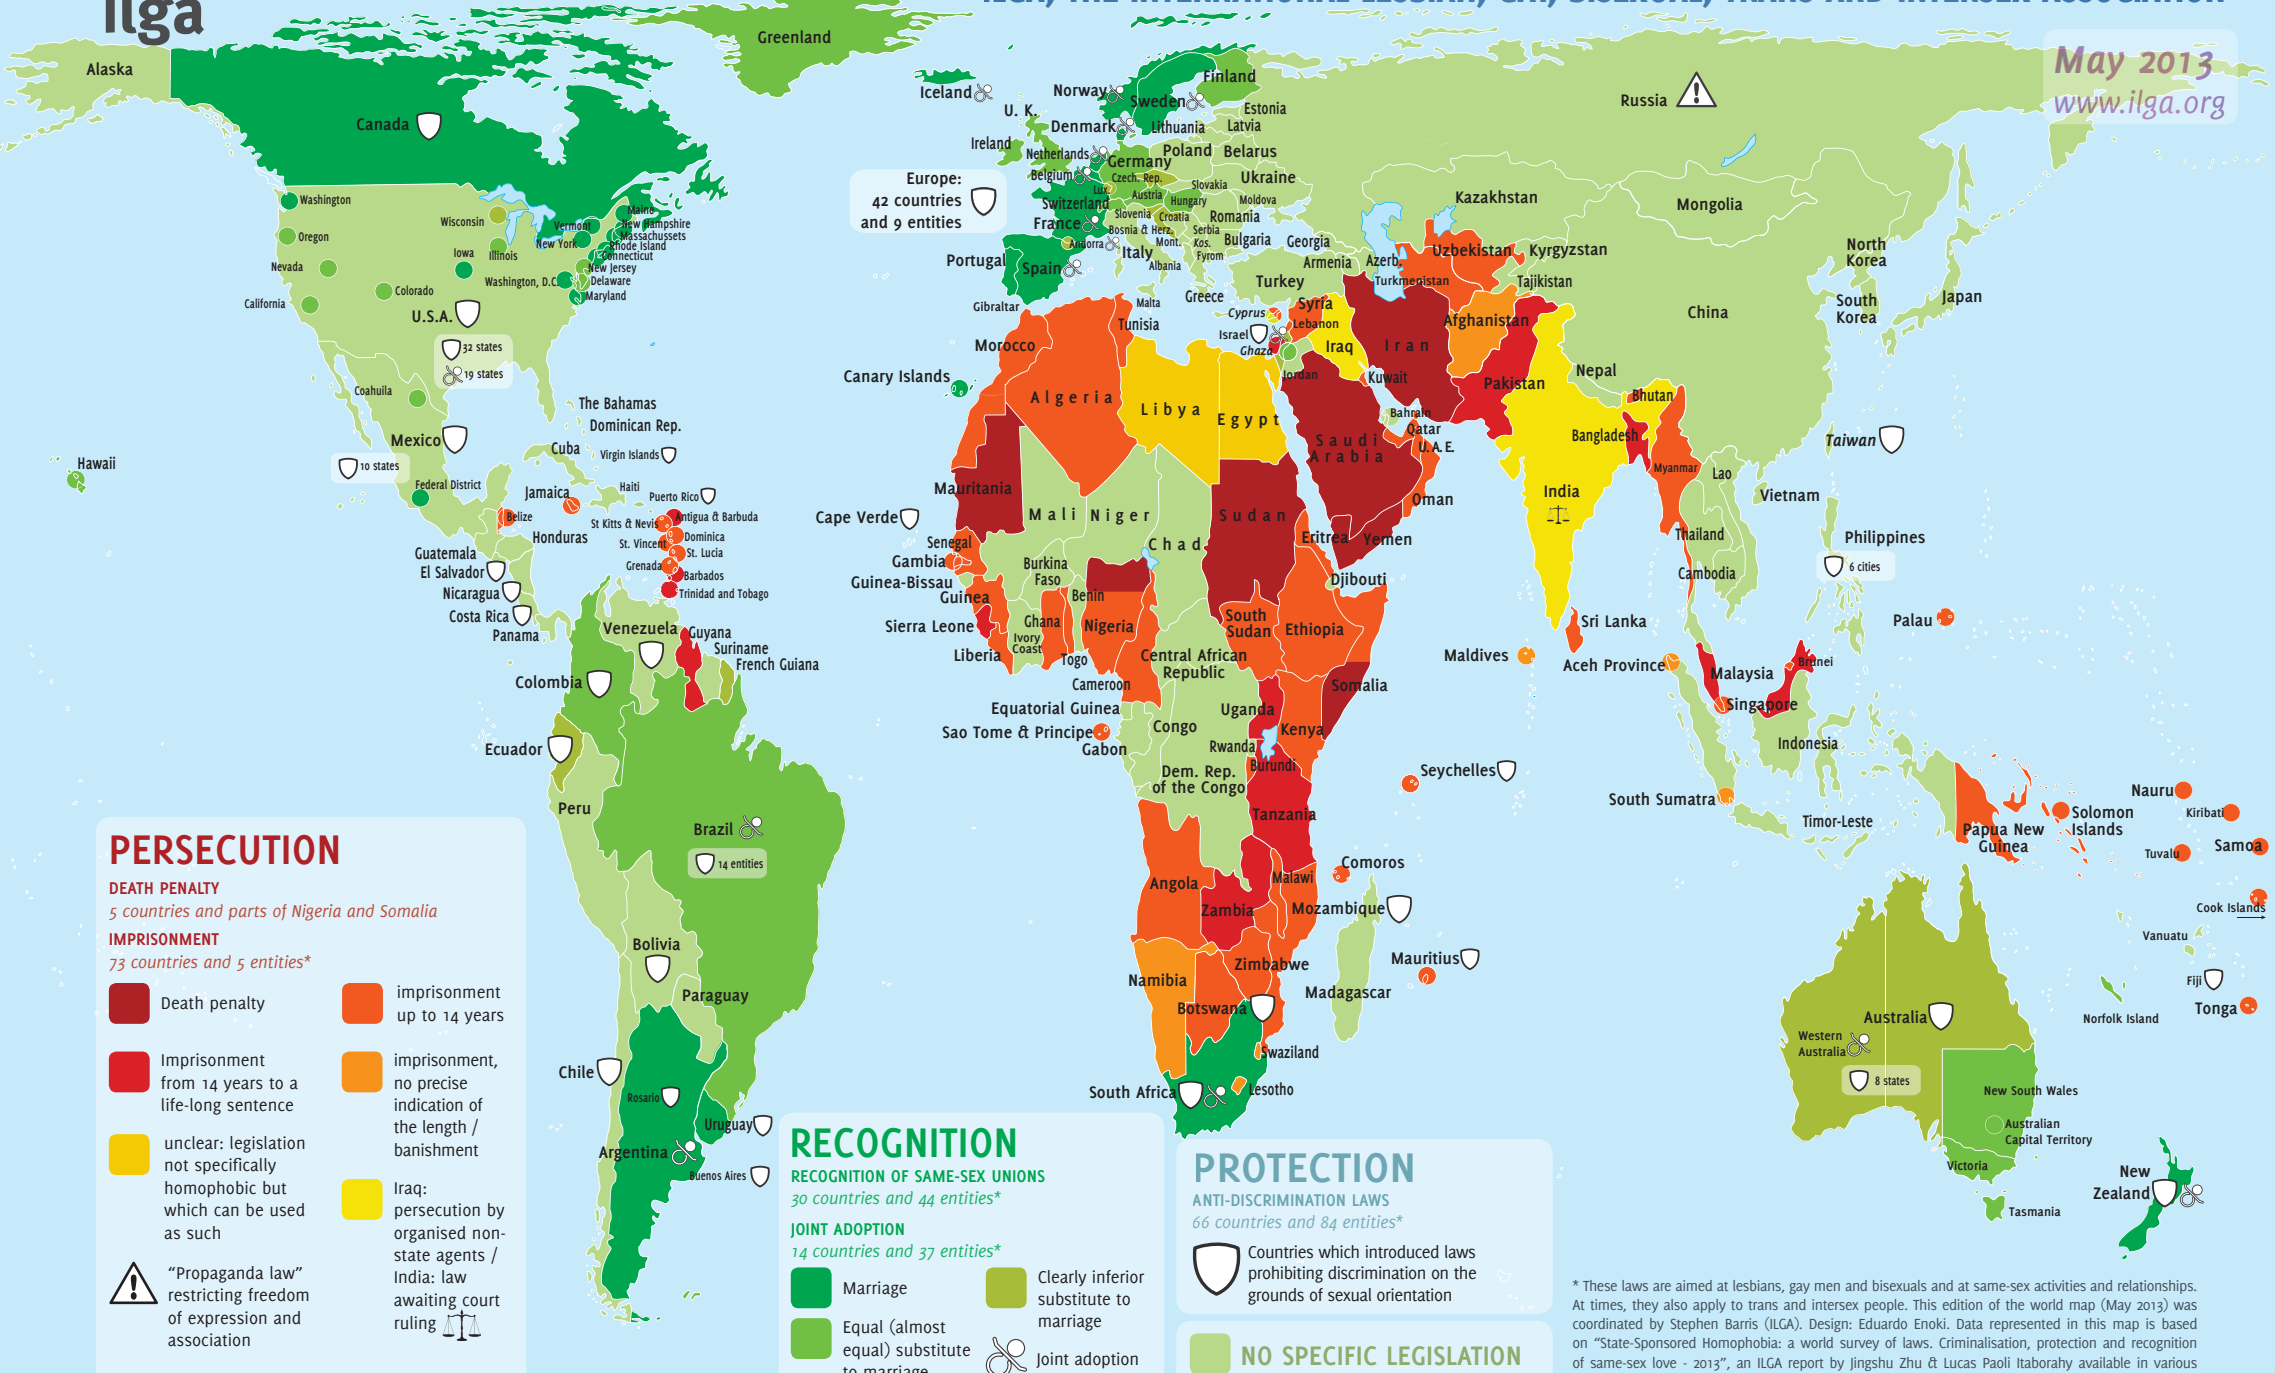 ilga
ILGA, THE INTERNATIONAL LESBIAN, GAY, BISEXUAL, TRANS AND INTERSEX ASSOCIATION
May 2013
www.ilga.org
Alaska
Greenland
Canada
Iceland
Norway
Sweden
Finland
Russia
U. K.
Denmark
Estonia
Latvia
Lithuania
Ireland
Netherlands
Germany
Poland
Belarus
Belgium
Czech. Rep.
Ukraine
Lux.
Austria
Slovakia
Hungary
Moldova
Switzerland
Slovenia
Croatia
Romania
France
Bosnia & Herz.
Serbia
Mont.
Kos.
Bulgaria
Andorra
Italy
Albania
Fyrom
Portugal
Spain
Greece
Gibraltar
Malta
Georgia
Armenia
Azerb.
Turkey
Europe:
42 countries
and 9 entities
Kazakhstan
Mongolia
Uzbekistan
Kyrgyzstan
Turkmenistan
Tajikistan
North
Korea
South
Korea
Japan
China
Washington
Oregon
Nevada
California
Colorado
Wisconsin
Iowa
Illinois
Vermont
New York
Maine
New Hampshire
Massachussets
Rhode Island
Connecticut
New Jersey
Washington, D.C.
Delaware
Maryland
U.S.A.
32 states
19 states
Coahuila
Mexico
10 states
Federal District
Hawaii
The Bahamas
Dominican Rep.
Cuba
Virgin Islands
Haiti
Jamaica
Puerto Rico
Belize
Honduras
Guatemala
El Salvador
Nicaragua
Costa Rica
Panama
St Kitts & Nevis
Antigua & Barbuda
Dominica
St. Vincent
St. Lucia
Grenada
Barbados
Trinidad and Tobago
Venezuela
Guyana
Suriname
French Guiana
Colombia
Ecuador
Peru
Brazil
14 entities
Bolivia
Paraguay
Chile
Rosario
Uruguay
Argentina
Buenos Aires
Canary Islands
Morocco
Tunisia
Algeria
Libya
Egypt
Cyprus
Syria
Lebanon
Israel
Ghaza
Jordan
Iraq
Iran
Kuwait
Saudi
Arabia
Bahrain
Qatar
U.A.E.
Oman
Yemen
Afghanistan
Pakistan
Nepal
Bhutan
Bangladesh
India
Myanmar
Lao
Vietnam
Thailand
Cambodia
Taiwan
Philippines
6 cities
Sri Lanka
Maldives
Aceh Province
Malaysia
Brunei
Singapore
Indonesia
South Sumatra
Timor-Leste
Palau
Papua New
Guinea
Nauru
Kiribati
Solomon
Islands
Tuvalu
Samoa
Cook Islands
Vanuatu
Fiji
Tonga
Norfolk Island
Mauritania
Cape Verde
Mali
Niger
Chad
Sudan
Eritrea
Djibouti
Senegal
Gambia
Guinea-Bissau
Guinea
Sierra Leone
Liberia
Burkina
Faso
Ivory
Coast
Ghana
Togo
Benin
Nigeria
Cameroon
Central African
Republic
South
Sudan
Ethiopia
Somalia
Equatorial Guinea
Sao Tome & Principe
Gabon
Congo
Uganda
Kenya
Rwanda
Burundi
Dem. Rep.
of the Congo
Tanzania
Seychelles
Comoros
Angola
Zambia
Malawi
Mozambique
Zimbabwe
Namibia
Botswana
Madagascar
Mauritius
Swaziland
South Africa
Lesotho
Australia
Western
Australia
8 states
New South Wales
Australian
Capital Territory
Victoria
Tasmania
New
Zealand
PERSECUTION
DEATH PENALTY
5 countries and parts of Nigeria and Somalia
IMPRISONMENT
73 countries and 5 entities*
Death penalty
Imprisonment
from 14 years to a
life-long sentence
unclear: legislation
not specifically
homophobic but
which can be used
as such
"Propaganda law"
restricting freedom
of expression and
association
imprisonment
up to 14 years
imprisonment,
no precise
indication of
the length /
banishment
Iraq:
persecution by
organised non-
state agents /
India: law
awaiting court
ruling
RECOGNITION
RECOGNITION OF SAME-SEX UNIONS
30 countries and 44 entities*
JOINT ADOPTION
14 countries and 37 entities*
Marriage
Equal (almost
equal) substitute
to marriage
Clearly inferior
substitute to
marriage
Joint adoption
PROTECTION
ANTI-DISCRIMINATION LAWS
66 countries and 84 entities*
Countries which introduced laws
prohibiting discrimination on the
grounds of sexual orientation
NO SPECIFIC LEGISLATION
* These laws are aimed at lesbians, gay men and bisexuals and at same-sex activities and relationships.
At times, they also apply to trans and intersex people. This edition of the world map (May 2013) was
coordinated by Stephen Barris (ILGA). Design: Eduardo Enoki. Data represented in this map is based
on "State-Sponsored Homophobia: a world survey of laws. Criminalisation, protection and recognition
of same-sex love - 2013", an ILGA report by Jingshu Zhu & Lucas Paoli Itaborahy available in various